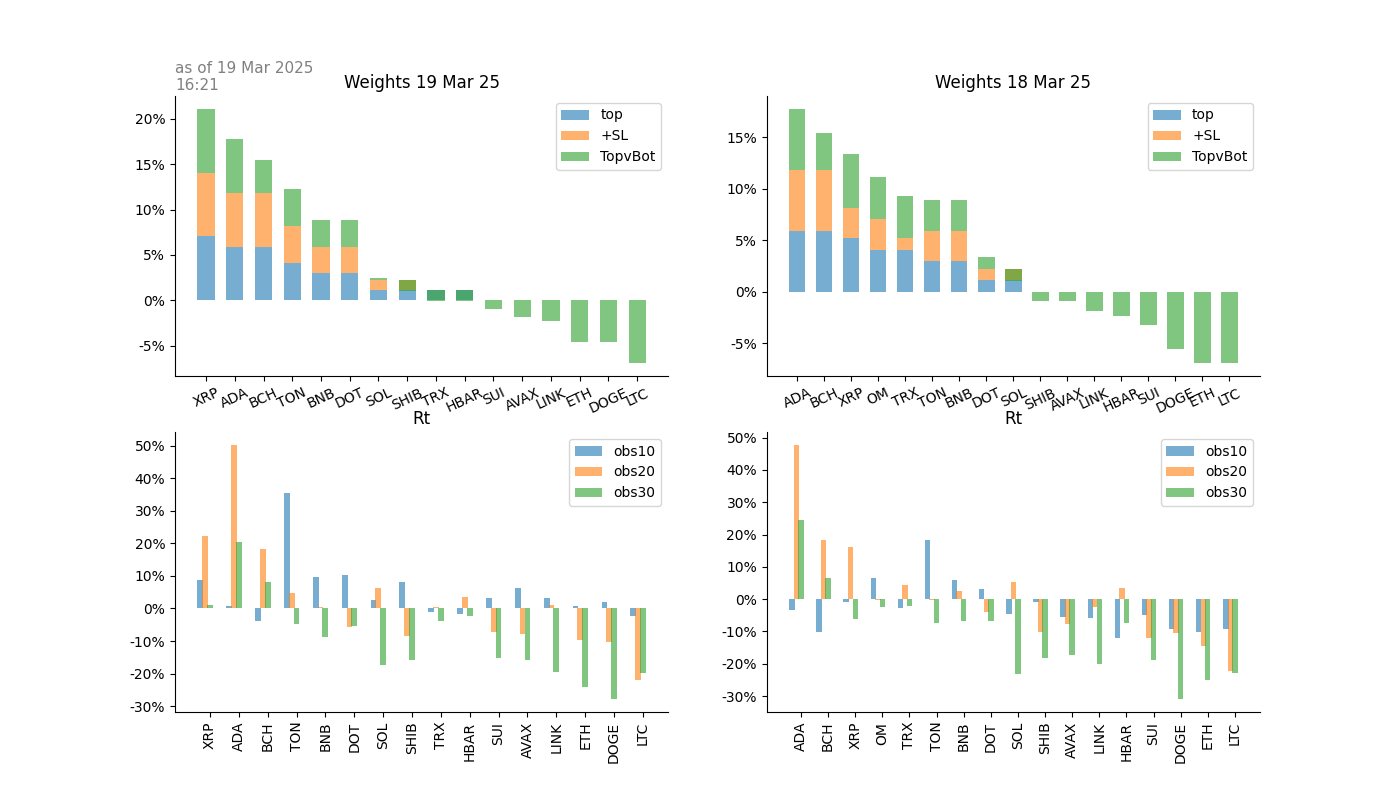 as of 19 Mar 2025
16:21
Weights 19 Mar 25
20%
15%
10%
5%
0%
-5%
top
+SL
TopvBot
XRP ADA BCH TON BNB DOT SOL SHIB TRX HBAR SUI AVAX LINK ETH DOGE LTC
Weights 18 Mar 25
15%
10%
5%
0%
-5%
top
+SL
TopvBot
ADA BCH XRP OM TRX TON BNB DOT SOL SHIB AVAX LINK HBAR SUI DOGE ETH LTC
Rt
50%
40%
30%
20%
10%
0%
-10%
-20%
-30%
obs10
obs20
obs30
XRP ADA BCH TON BNB DOT SOL SHIB TRX HBAR SUI AVAX LINK ETH DOGE LTC
Rt
50%
40%
30%
20%
10%
0%
-10%
-20%
-30%
obs10
obs20
obs30
ADA BCH XRP OM TRX TON BNB DOT SOL SHIB AVAX LINK HBAR SUI DOGE ETH LTC